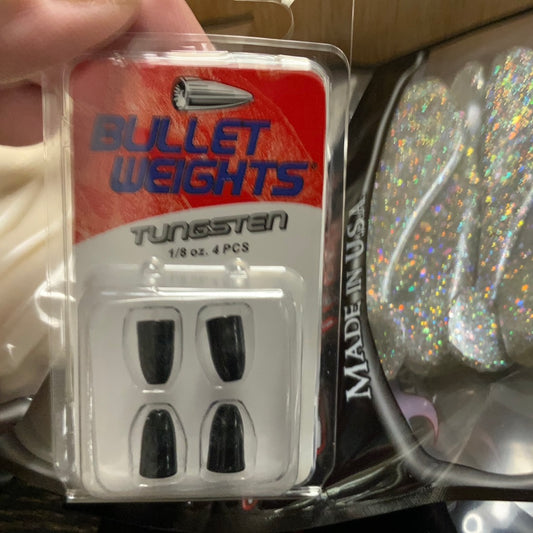 BULLET
WEIGHTS
TUNGSTEN
1/8 oz. 4 PCS
MADE IN USA